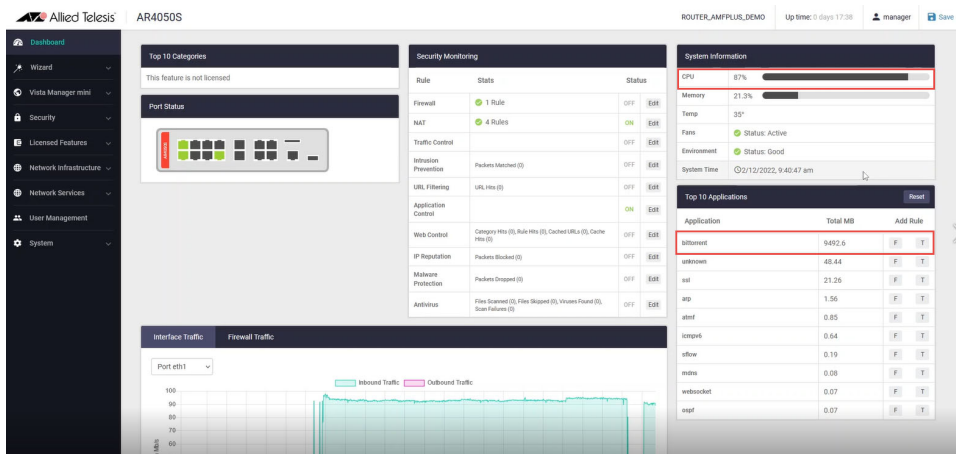 Allied Telesis
AR4050S
ROUTER_AMFPLUS_DEMO
Up time: 0 days 17:38
manager
Save
Dashboard
Wizard
Vista Manager mini
Security
Licensed Features
Network Infrastructure
Network Services
User Management
System
Top 10 Categories
This feature is not licensed
Port Status
AR4050S
Security Monitoring
Rule Stats Status
Firewall 1 Rule OFF Edit
NAT 4 Rules ON Edit
Traffic Control OFF Edit
Intrusion
Prevention Packets Matched (0) OFF Edit
URL Filtering URL Hits (0) OFF Edit
Application
Control ON Edit
Web Control Category Hits (0), Rule Hits (0), Cached URLs (0), Cache
Hits (0) OFF Edit
IP Reputation Packets Blocked (0) OFF Edit
Malware
Protection Packets Dropped (0) OFF Edit
Antivirus Files Scanned (0), Files Skipped (0), Viruses Found (0),
Scan Failures (0) OFF Edit
System Information
CPU 87%
Memory 21.3%
Temp 35°
Fans Status: Active
Environment Status: Good
System Time 2/12/2022, 9:40:47 am
Top 10 Applications Reset
Application Total MB Add Rule
bittorrent 9492.6 F T
unknown 48.44 F T
ssl 21.26 F T
arp 1.56 F T
atmf 0.85 F T
icmpv6 0.64 F T
sflow 0.19 F T
mdns 0.08 F T
websocket 0.07 F T
ospf 0.07 F T
Interface Traffic Firewall Traffic
Port eth1
Inbound Traffic Outbound Traffic
100
90
80
70
60
Mb/s